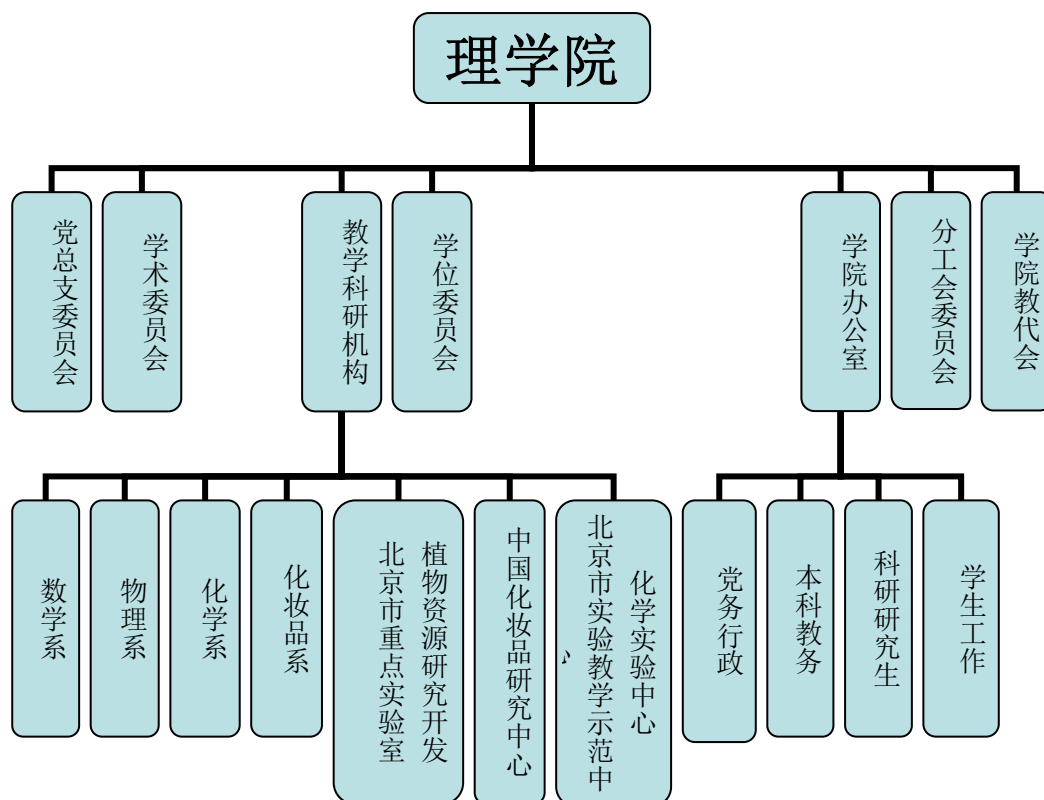 理学院
党总支委员会
学术委员会
教学科研机构
学位委员会
学院办公室
分工会委员会
学院教代会
数学系
物理系
化学系
化妆品系
植物资源研究开发
北京市重点实验室
中国化妆品研究中心
化学实验中心
北京市实验教学示范中
党务行政
本科教务
科研研究生
学生工作